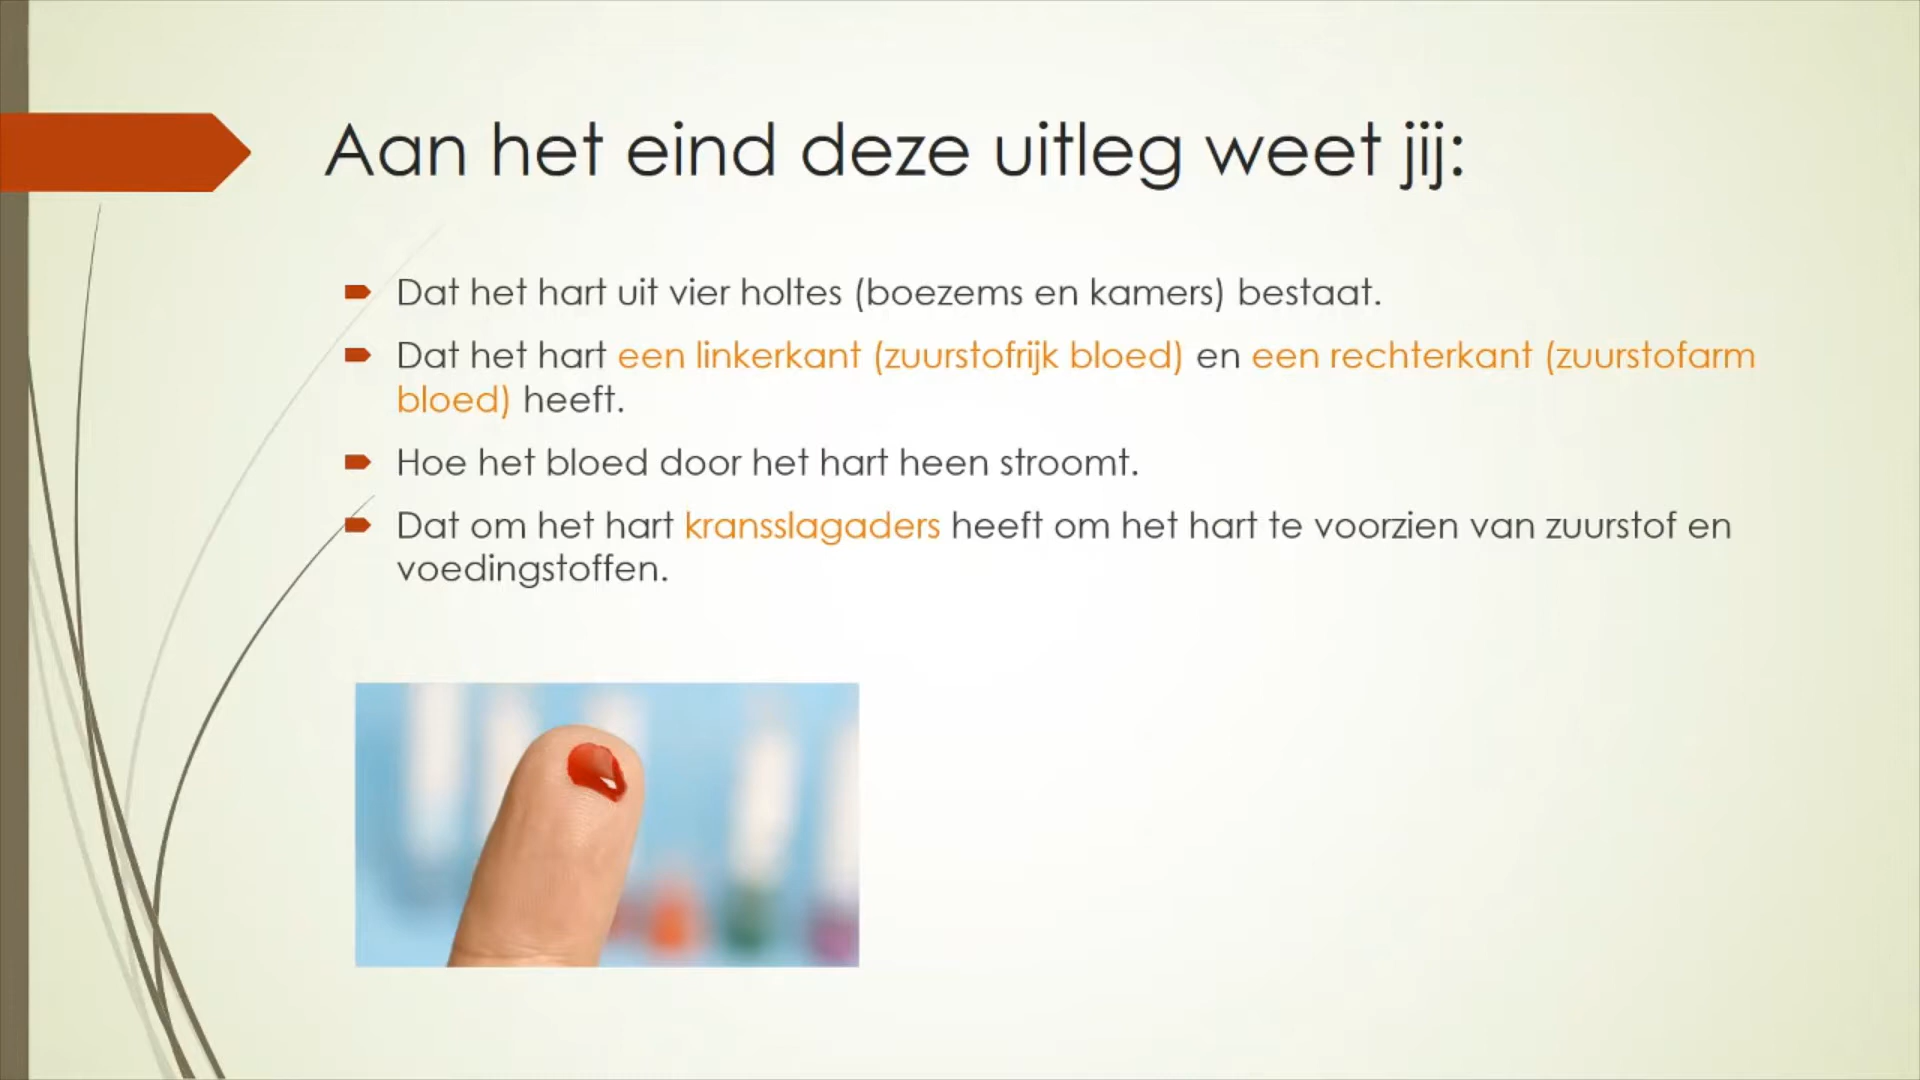 Aan het eind deze uitleg weet jij:
Dat het hart uit vier holtes (boezems en kamers) bestaat.
Dat het hart een linkerkant (zuurstofrijk bloed) en een rechterkant (zuurstofarm
bloed) heeft.
Hoe het bloed door het hart heen stroomt.
Dat om het hart kransslagaders heeft om het hart te voorzien van zuurstof en
voedingstoffen.